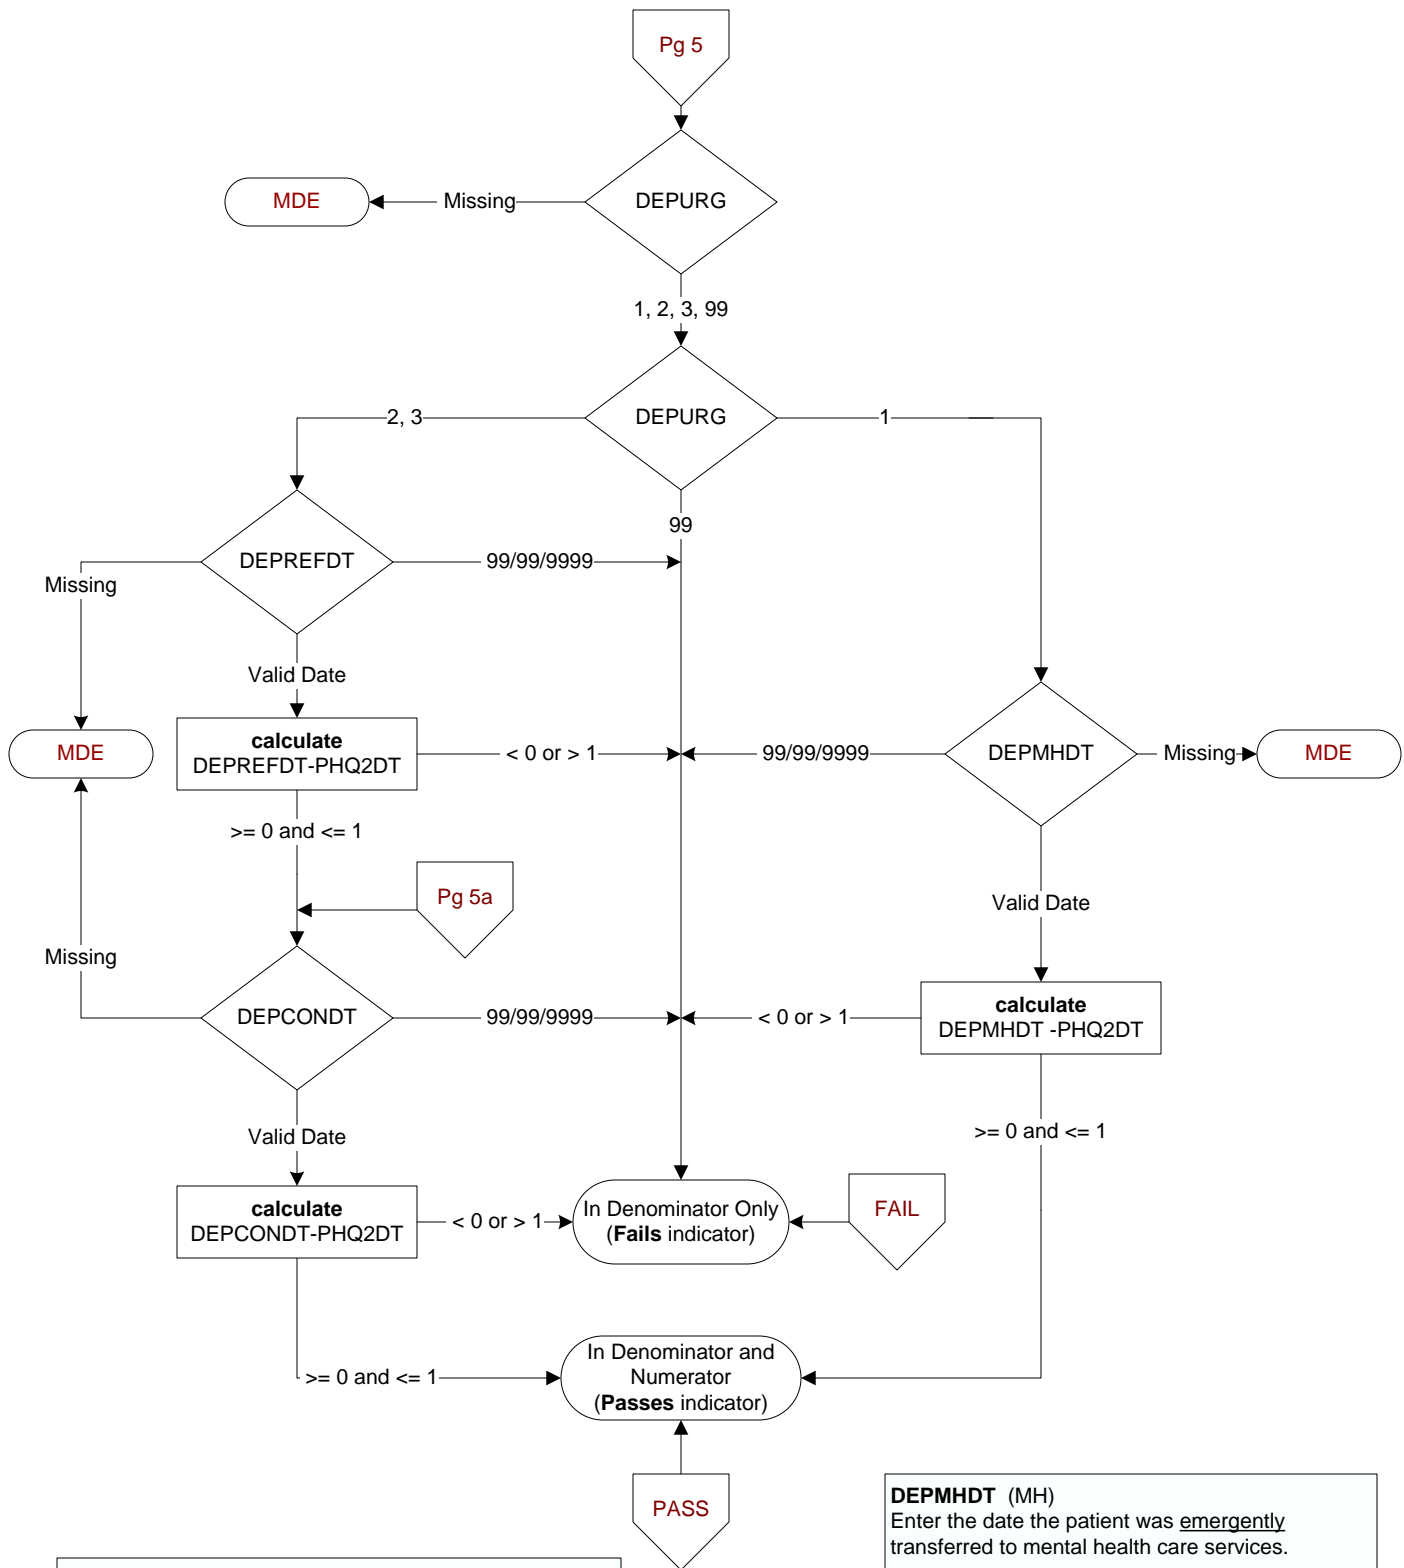 Pg 5
DEPURG
MDE
Missing
1, 2, 3, 99
DEPURG
2, 3
1
99
DEPREFDT
99/99/9999
Missing
Valid Date
MDE
calculate
DEPREFDT-PHQ2DT
< 0 or > 1
99/99/9999
DEPMHDT
Missing
MDE
>= 0 and <= 1
Pg 5a
Valid Date
Missing
DEPCONDT
99/99/9999
< 0 or > 1
calculate
DEPMHDT -PHQ2DT
Valid Date
>= 0 and <= 1
calculate
DEPCONDT-PHQ2DT
< 0 or > 1
In Denominator Only
(Fails indicator)
FAIL
>= 0 and <= 1
In Denominator and
Numerator
(Passes indicator)
PASS
DEPMHDT (MH)
Enter the date the patient was emergently
transferred to mental health care services.